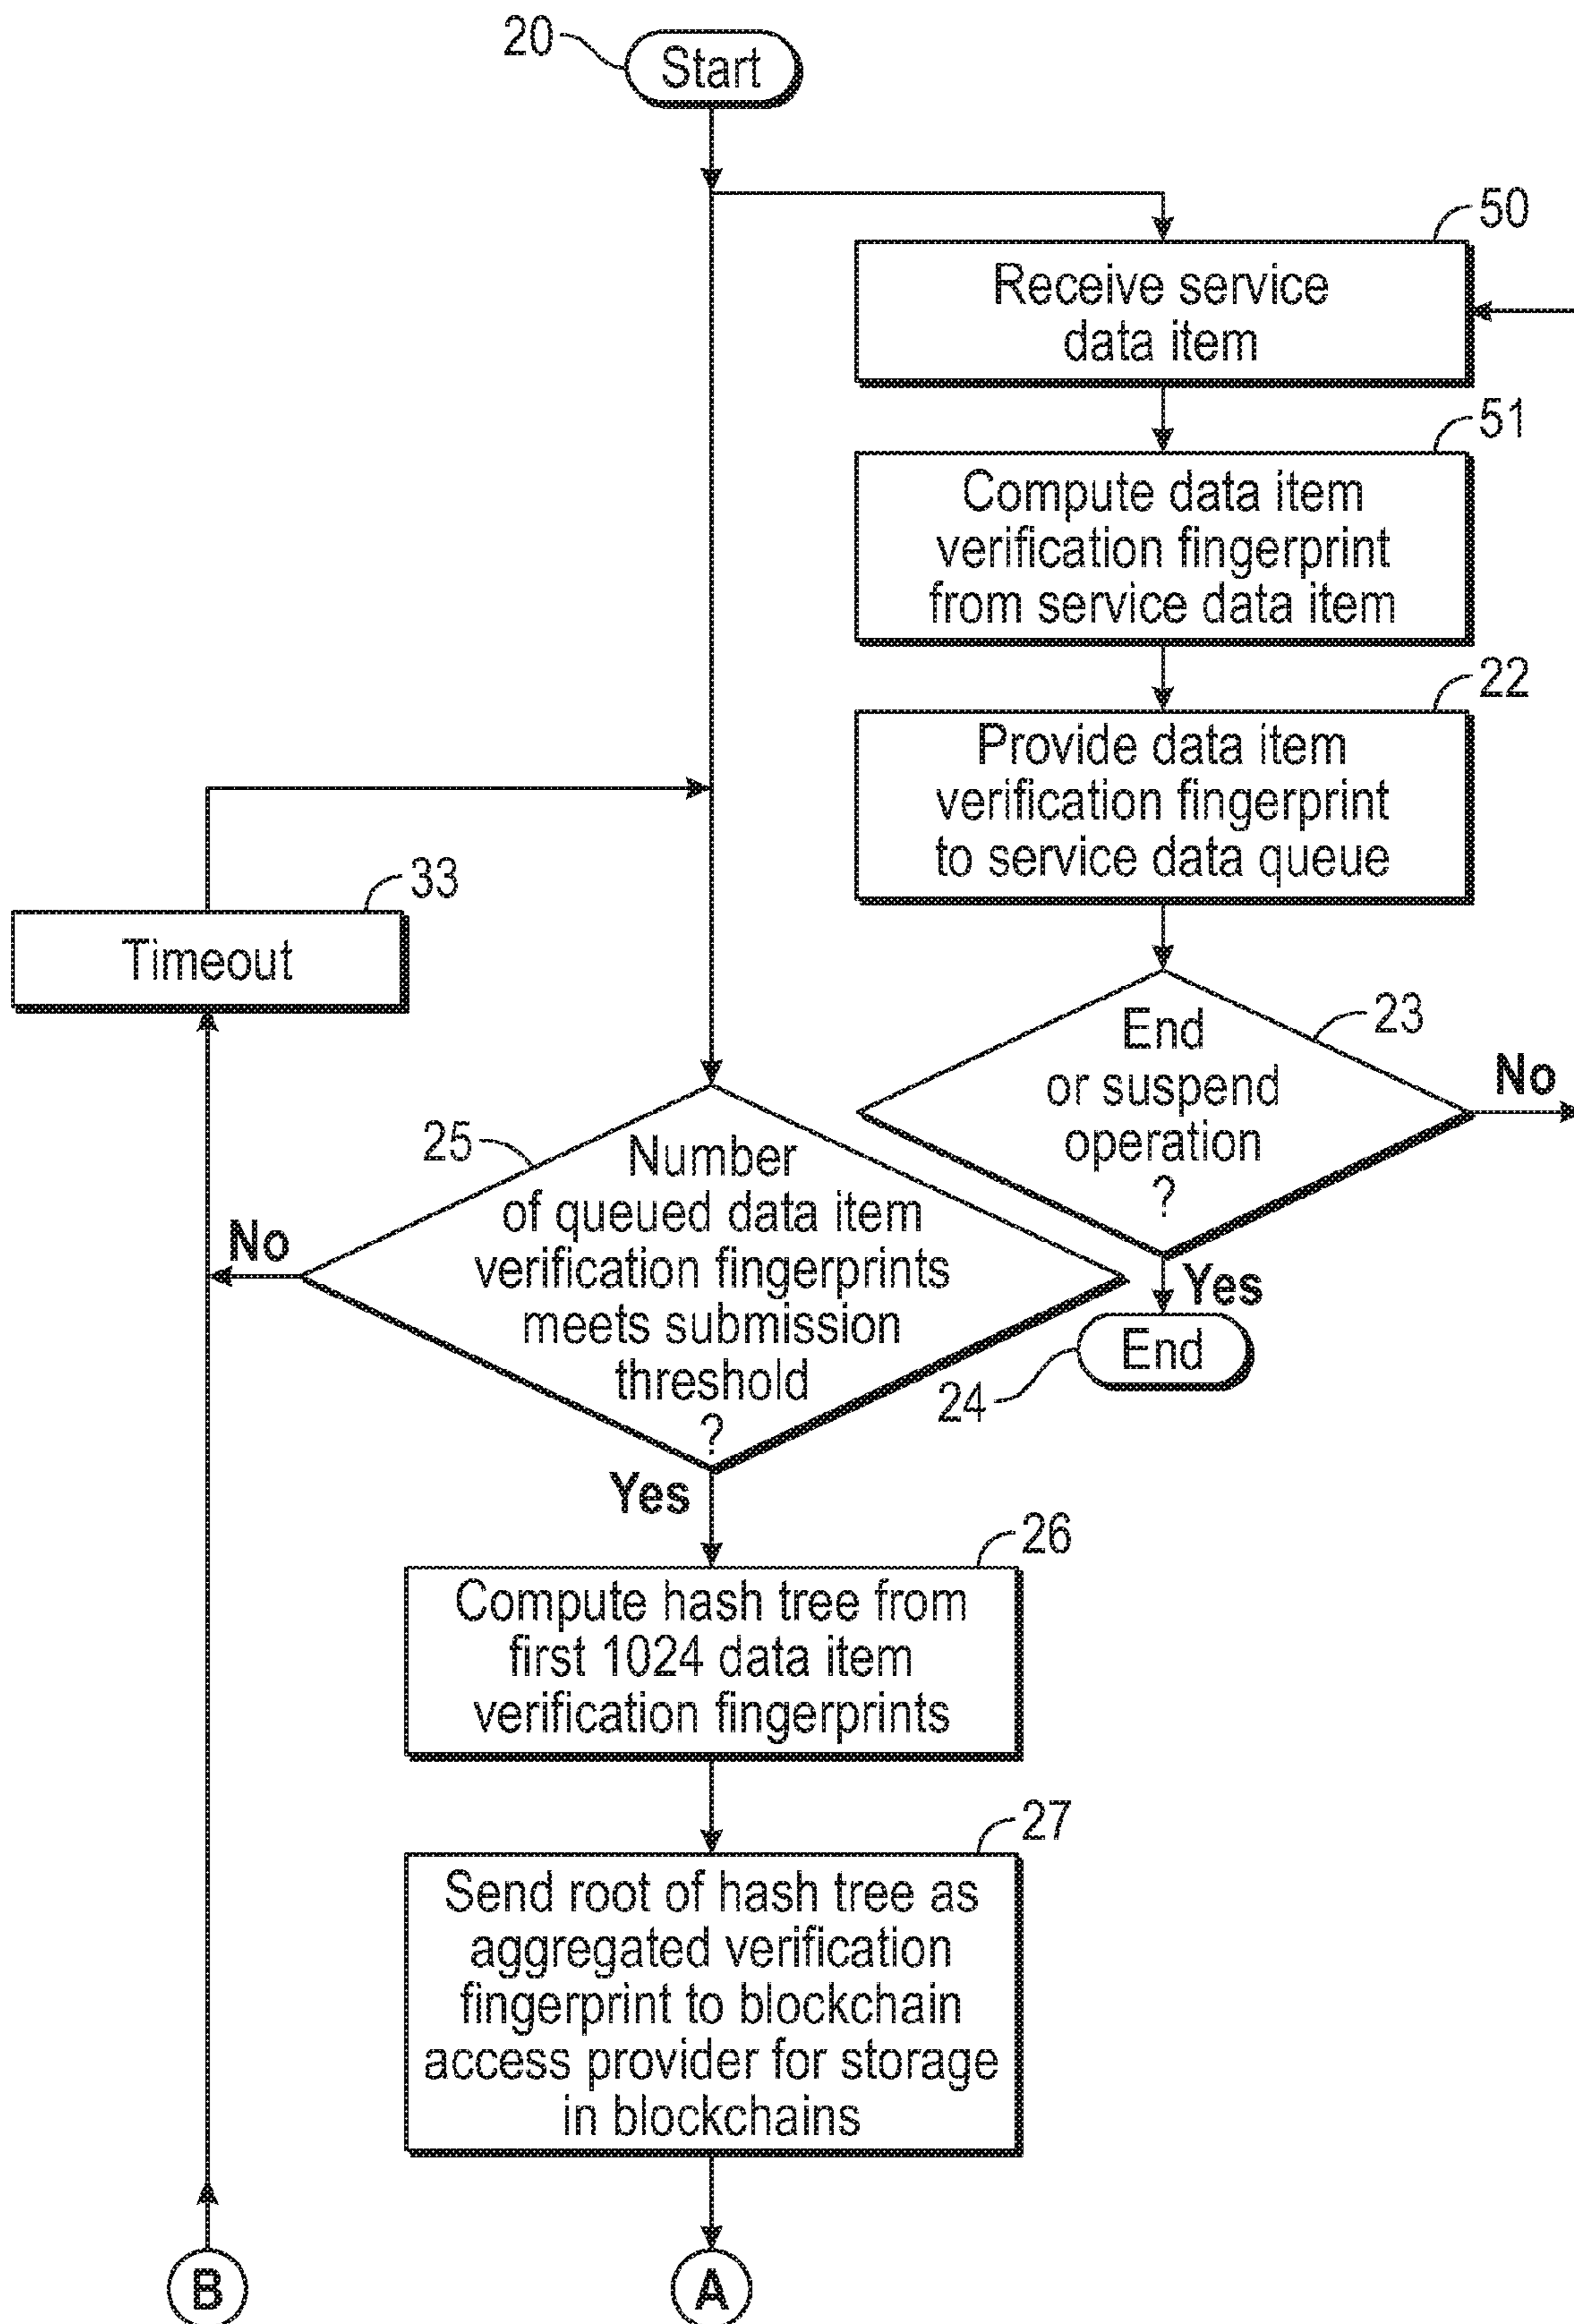 20
Start
50
Receive service
data item
51
Compute data item
verification fingerprint
from service data item
22
Provide data item
verification fingerprint
to service data queue
33
Timeout
23
End
or suspend
operation
?
No
Yes
24
End
25
Number
of queued data item
verification fingerprints
meets submission
threshold
?
No
Yes
26
Compute hash tree from
first 1024 data item
verification fingerprints
27
Send root of hash tree as
aggregated verification
fingerprint to blockchain
access provider for storage
in blockchains
B
A